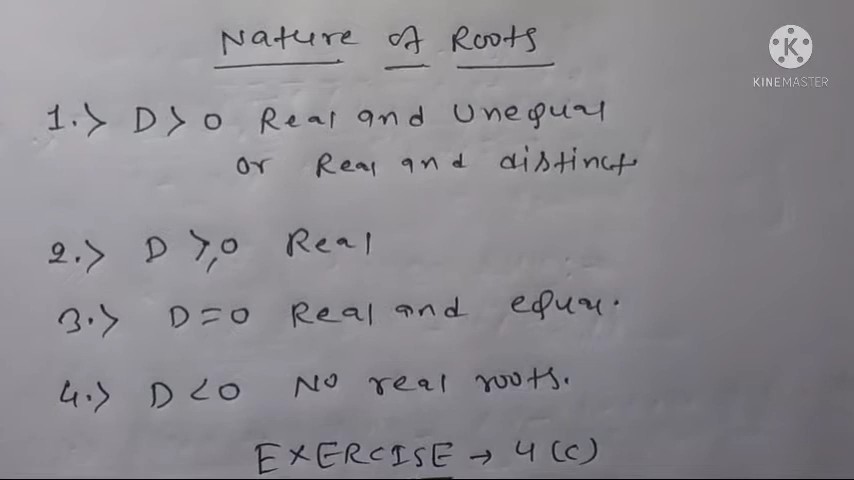 Nature of Roots
KINEMASTER
1.> D > 0 Real and Unequal
or Real and distinct
2.> D ⩾ 0 Real
3.> D = 0 Real and equal.
4.> D < 0 No real roots.
EXERCISE → 4 (C)